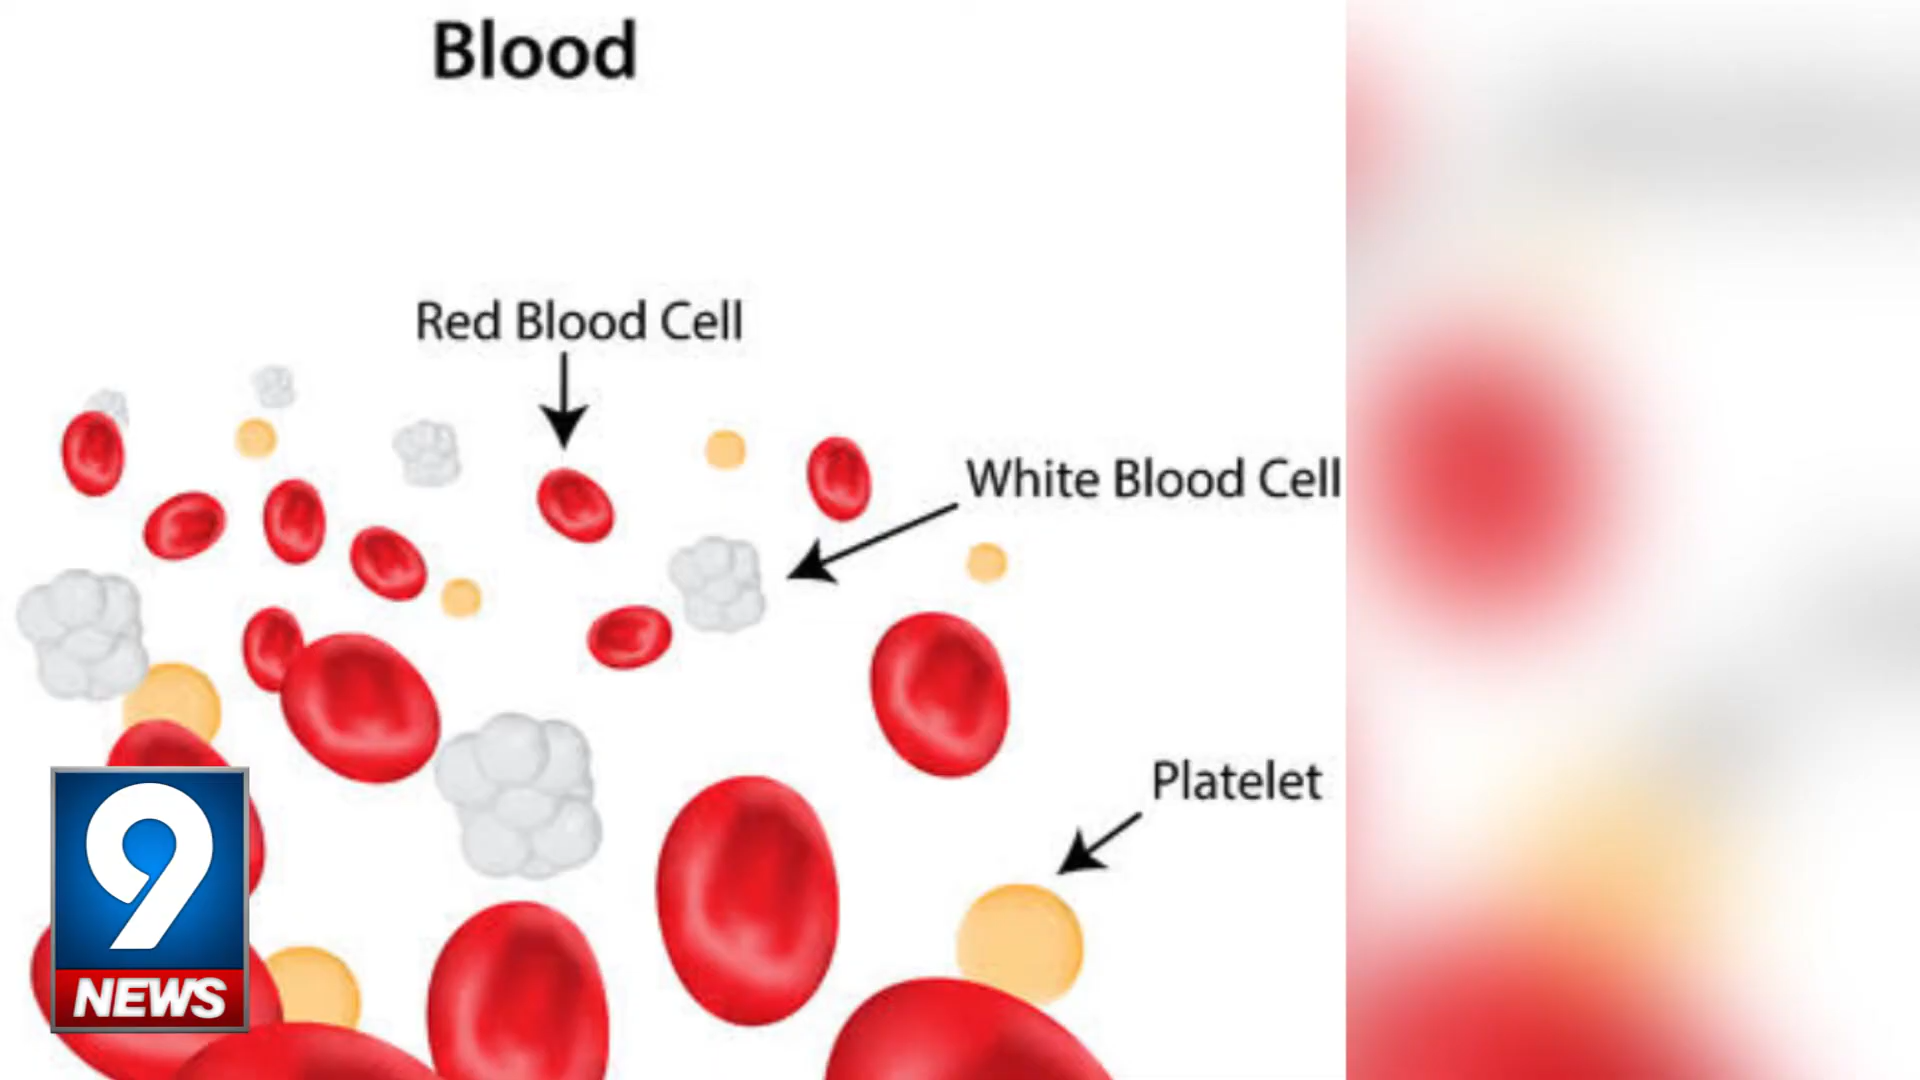 Blood
Red Blood Cell
White Blood Cell
Platelet
9
NEWS